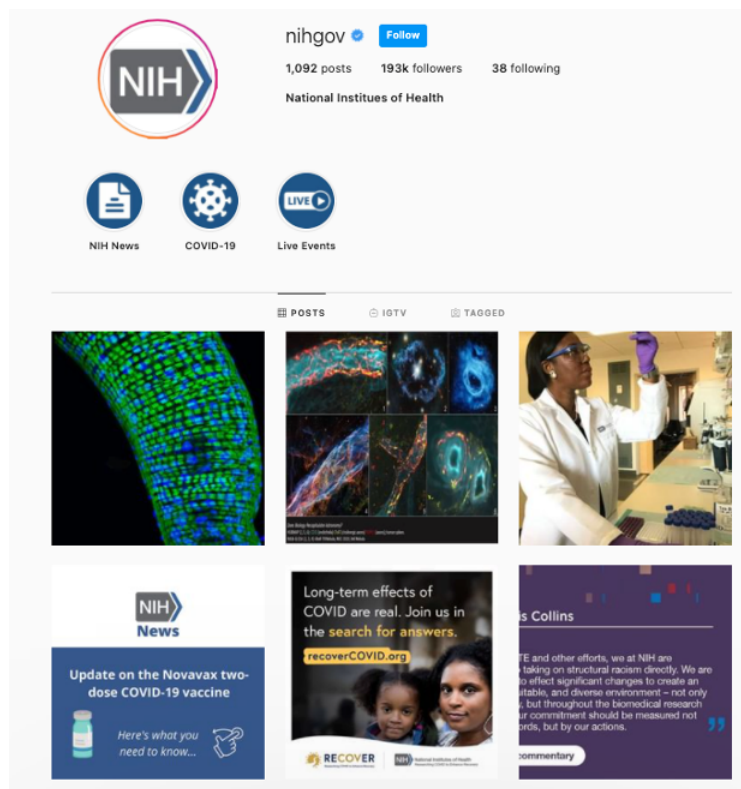 NIH
nihgov
Follow
1,092 posts 193k followers 38 following
National Institues of Health
LIVE
NIH News COVID-19 Live Events
POSTS IGTV TAGGED
NIH
News
Update on the Novavax two-
dose COVID-19 vaccine
Here's what you
need to know...
Long-term effects of
COVID are real. Join us in
the search for answers.
recoverCOVID.org
RECOVER
NIH National Institutes of Health
is Collins
TE and other efforts, we at NIH are
taking on structural racism directly. We are
to effect significant changes to create an
uitable, and diverse environment – not only
, but throughout the biomedical research
ur commitment should be measured not
ords, but by our actions.
ommentary